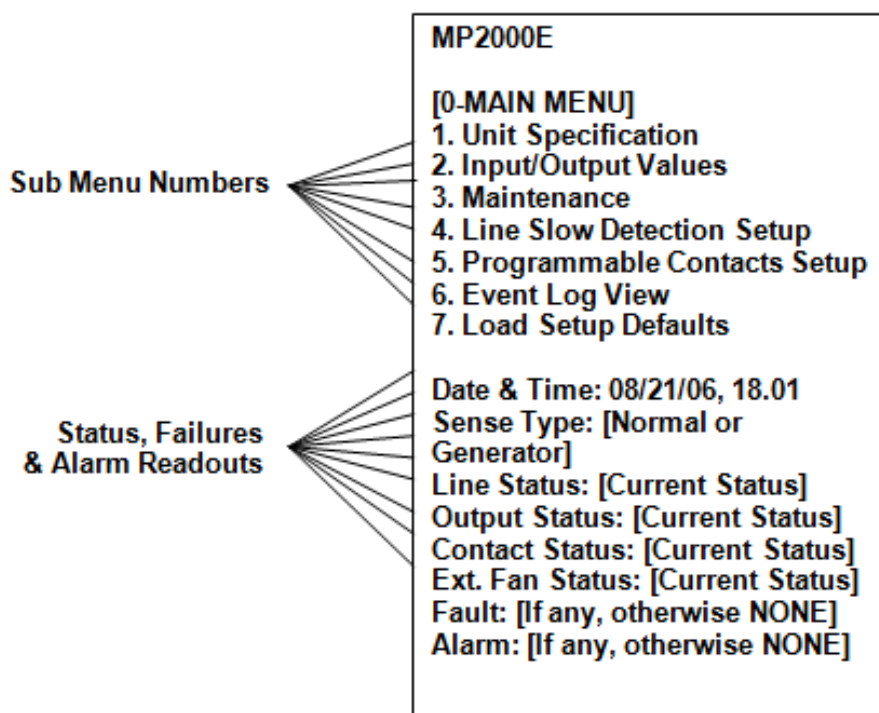 MP2000E
[0-MAIN MENU]
1. Unit Specification
2. Input/Output Values
3. Maintenance
4. Line Slow Detection Setup
5. Programmable Contacts Setup
6. Event Log View
7. Load Setup Defaults
Sub Menu Numbers
Date & Time: 08/21/06, 18.01
Sense Type: [Normal or
Generator]
Line Status: [Current Status]
Output Status: [Current Status]
Contact Status: [Current Status]
Ext. Fan Status: [Current Status]
Fault: [If any, otherwise NONE]
Alarm: [If any, otherwise NONE]
Status, Failures
& Alarm Readouts